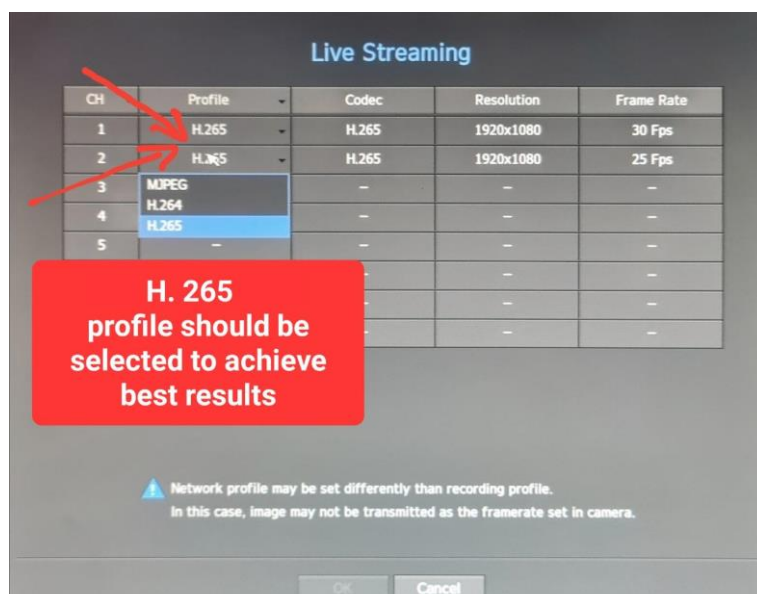 Live Streaming
CH Profile Codec Resolution Frame Rate
1 H.265 H.265 1920x1080 30 Fps
2 H.265 H.265 1920x1080 25 Fps
3 MJPEG – – –
4 H.264 – – –
H.265
5 – – – –
– – –
– – –
– – –
H. 265
profile should be
selected to achieve
best results
Network profile may be set differently than recording profile.
In this case, image may not be transmitted as the framerate set in camera.
OK Cancel